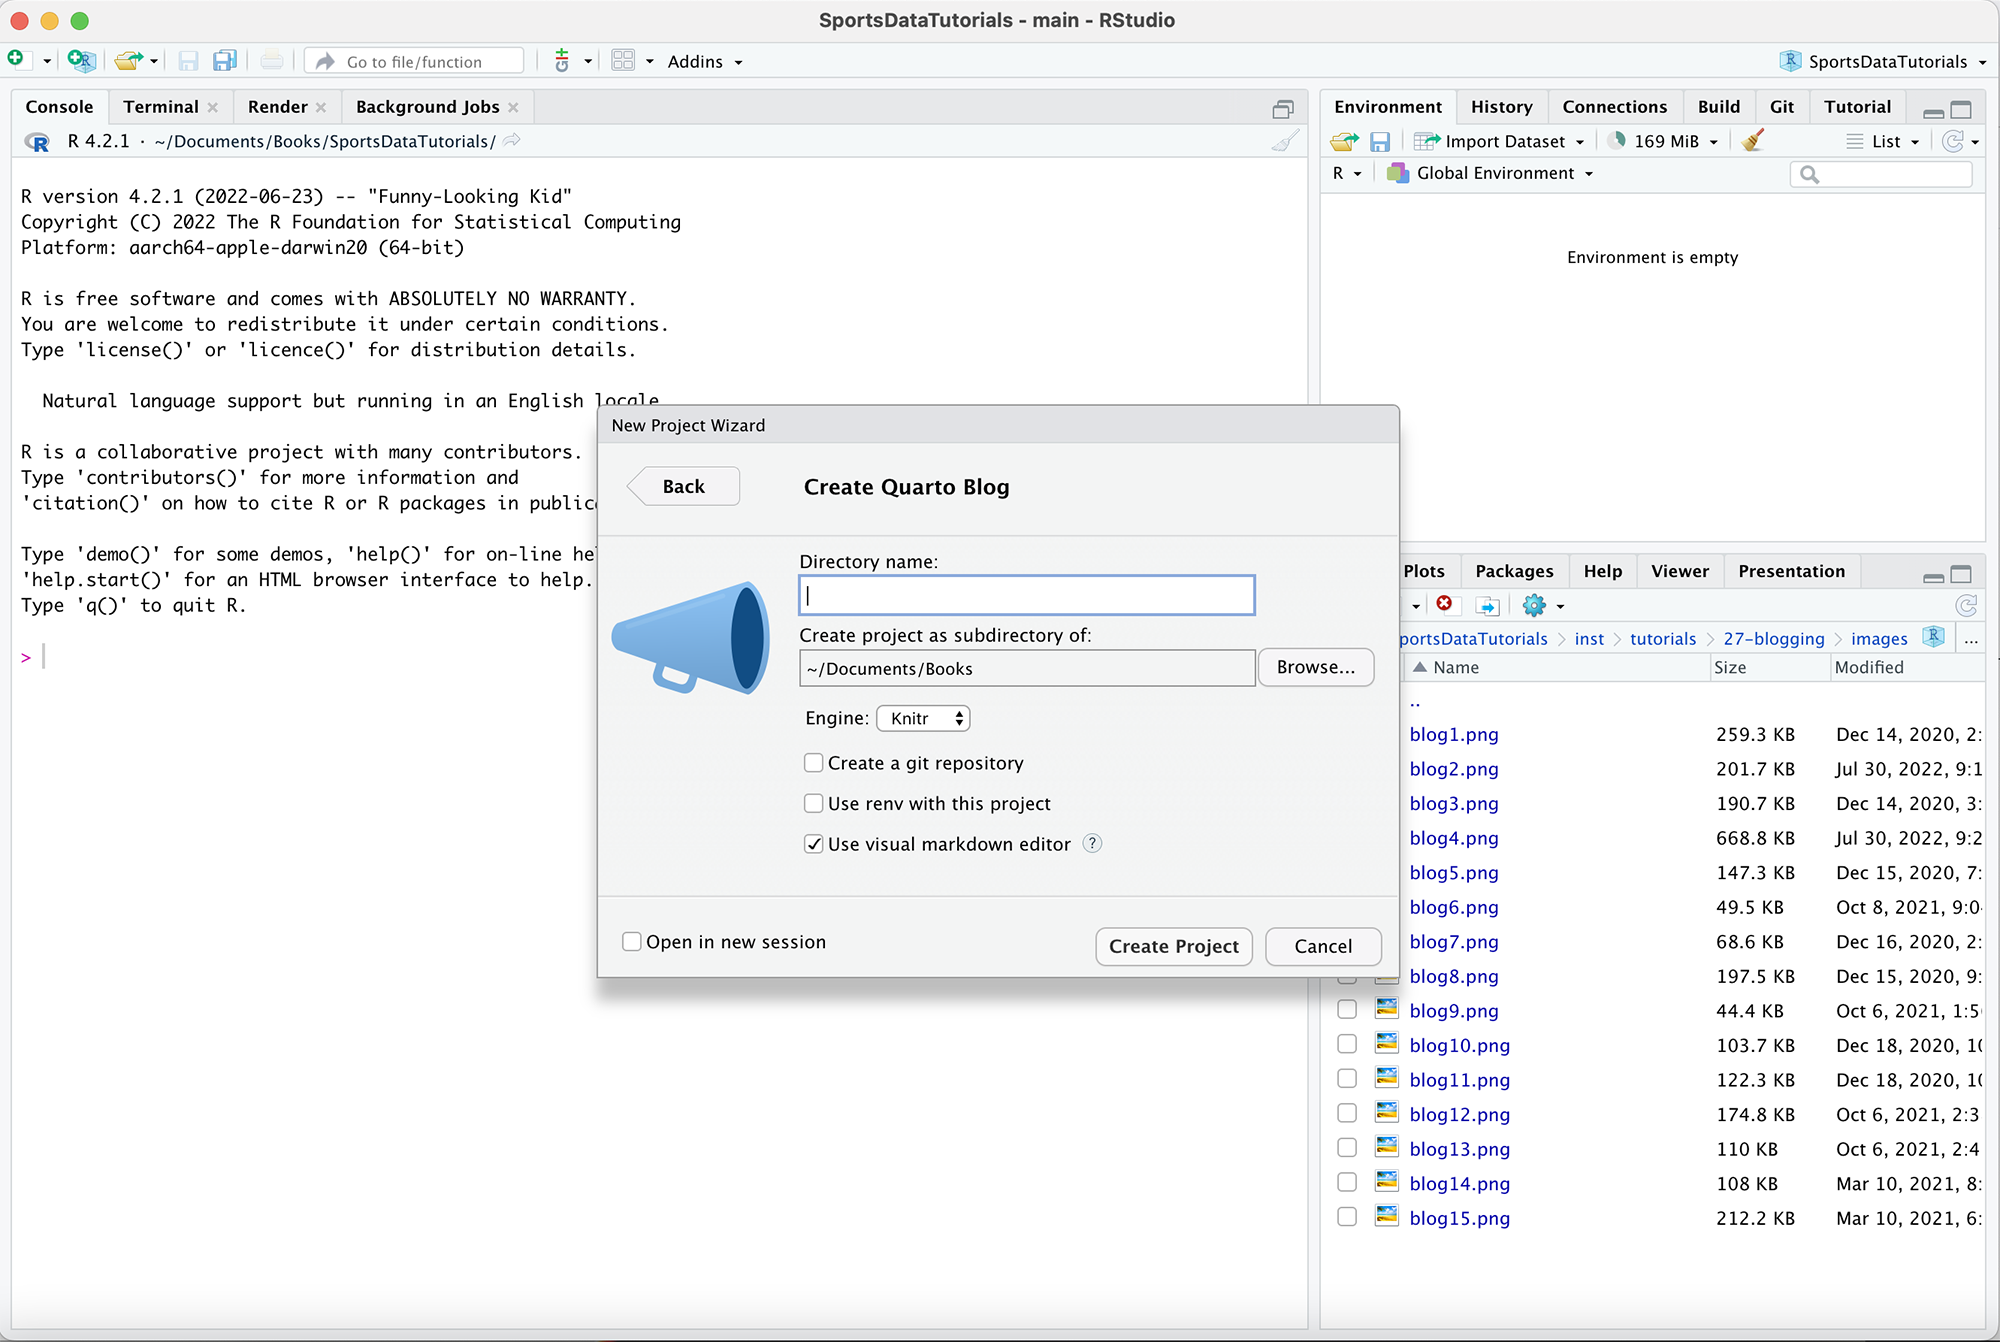 SportsDataTutorials - main - RStudio
Go to file/function
Addins
SportsDataTutorials
Console
Terminal
Render
Background Jobs
R 4.2.1 · ~/Documents/Books/SportsDataTutorials/
R version 4.2.1 (2022-06-23) -- "Funny-Looking Kid"
Copyright (C) 2022 The R Foundation for Statistical Computing
Platform: aarch64-apple-darwin20 (64-bit)
R is free software and comes with ABSOLUTELY NO WARRANTY.
You are welcome to redistribute it under certain conditions.
Type 'license()' or 'licence()' for distribution details.
Natural language support but running in an English locale
R is a collaborative project with many contributors.
Type 'contributors()' for more information and
'citation()' on how to cite R or R packages in public
Type 'demo()' for some demos, 'help()' for on-line hel
'help.start()' for an HTML browser interface to help.
Type 'q()' to quit R.
>
New Project Wizard
Back
Create Quarto Blog
Directory name:
Create project as subdirectory of:
~/Documents/Books
Browse...
Engine: Knitr
Create a git repository
Use renv with this project
Use visual markdown editor ?
Open in new session
Create Project
Cancel
Environment
History
Connections
Build
Git
Tutorial
Import Dataset
169 MiB
List
R
Global Environment
Environment is empty
Plots
Packages
Help
Viewer
Presentation
portsDataTutorials > inst > tutorials > 27-blogging > images ...
Name Size Modified
..
blog1.png 259.3 KB Dec 14, 2020, 2:
blog2.png 201.7 KB Jul 30, 2022, 9:1
blog3.png 190.7 KB Dec 14, 2020, 3:
blog4.png 668.8 KB Jul 30, 2022, 9:2
blog5.png 147.3 KB Dec 15, 2020, 7:
blog6.png 49.5 KB Oct 8, 2021, 9:0
blog7.png 68.6 KB Dec 16, 2020, 2:
blog8.png 197.5 KB Dec 15, 2020, 9:
blog9.png 44.4 KB Oct 6, 2021, 1:5
blog10.png 103.7 KB Dec 18, 2020, 10
blog11.png 122.3 KB Dec 18, 2020, 10
blog12.png 174.8 KB Oct 6, 2021, 2:3
blog13.png 110 KB Oct 6, 2021, 2:4
blog14.png 108 KB Mar 10, 2021, 8:
blog15.png 212.2 KB Mar 10, 2021, 6: